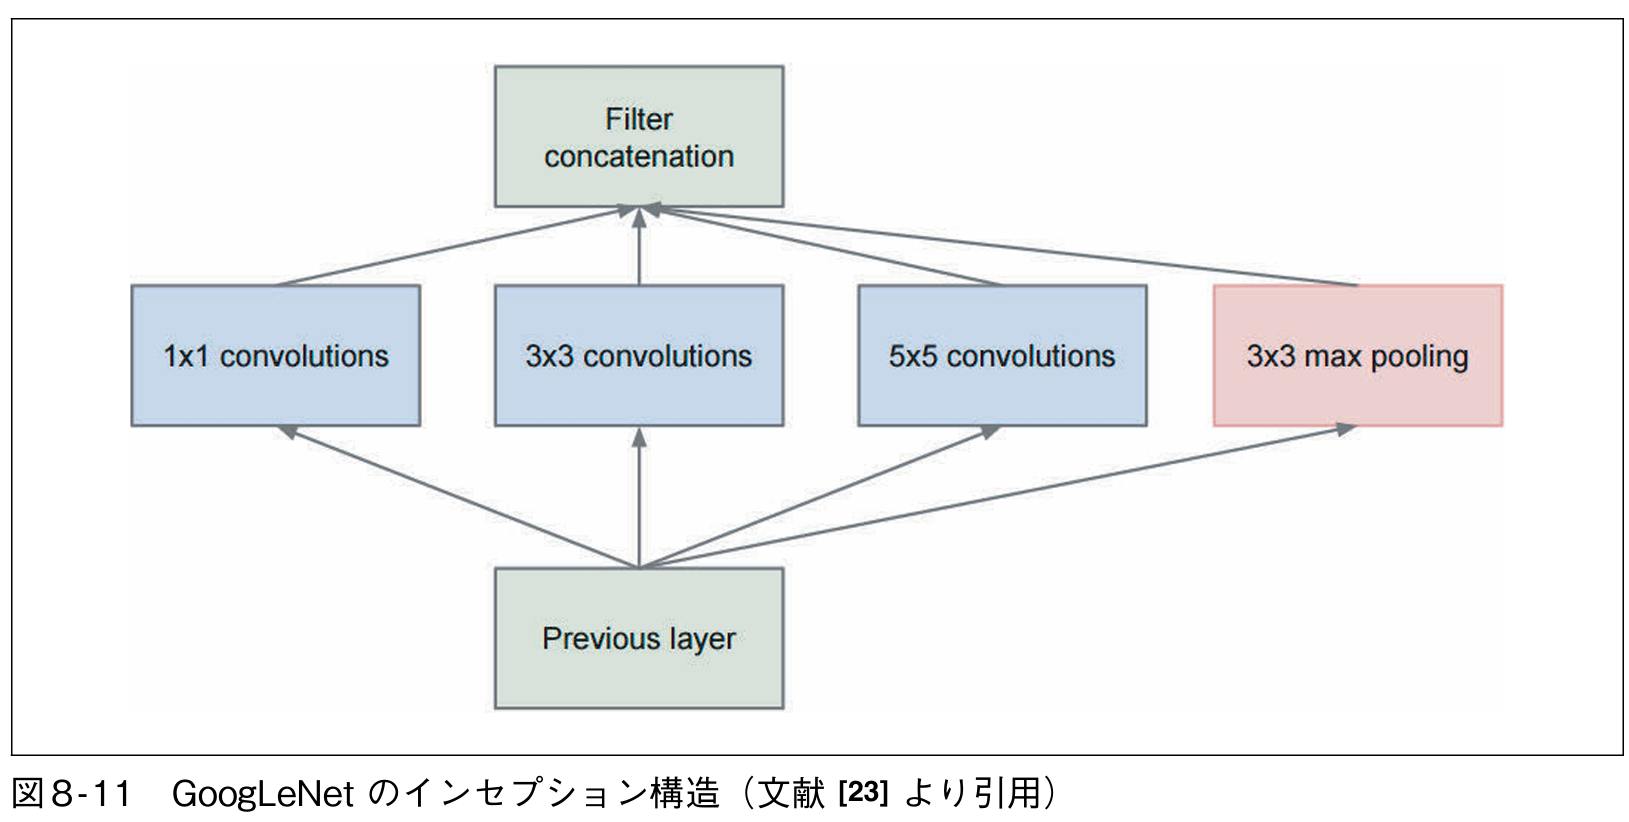 Filter
concatenation
1x1 convolutions
3x3 convolutions
5x5 convolutions
3x3 max pooling
Previous layer
図8-11　GoogLeNet のインセプション構造（文献 [23] より引用）